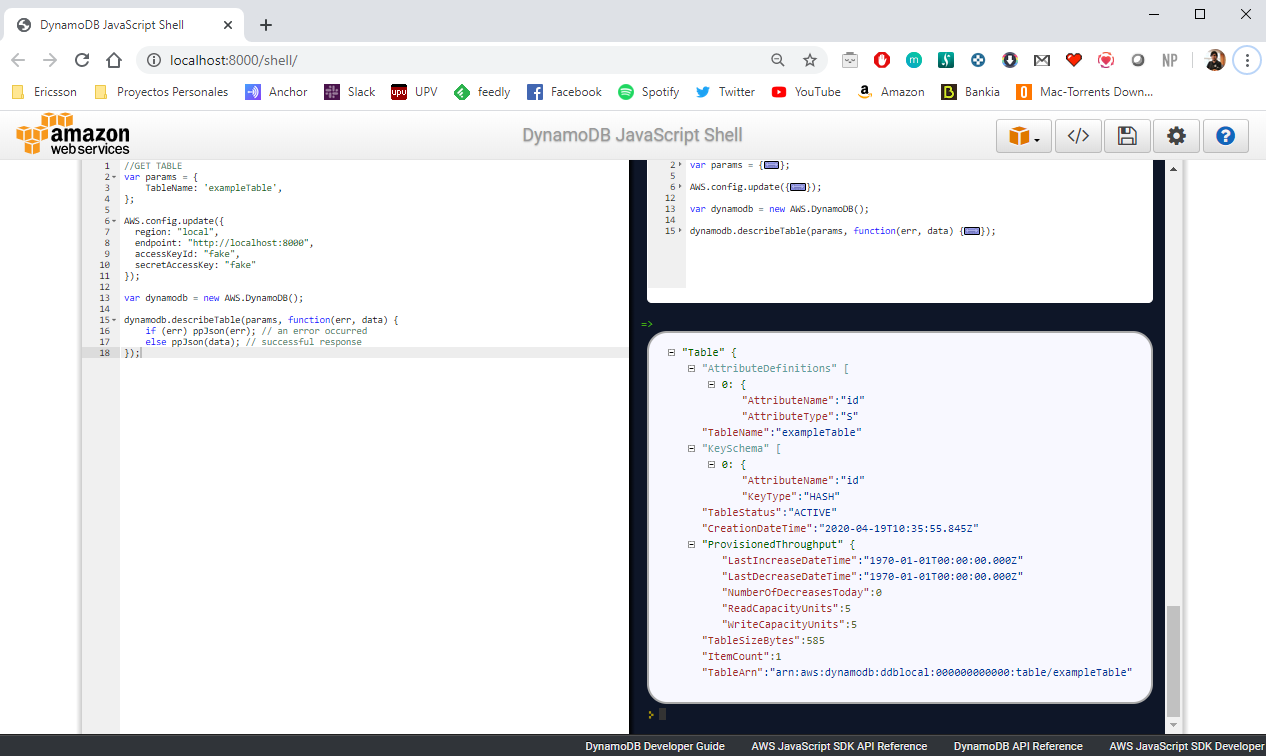 DynamoDB JavaScript Shell
localhost:8000/shell/
NP
Ericsson Proyectos Personales Anchor Slack UPV feedly Facebook Spotify Twitter YouTube Amazon Bankia Mac-Torrents Down...
amazon
web services
DynamoDB JavaScript Shell
1 //GET TABLE
2 var params = {
3 TableName: 'exampleTable',
4 };
5
6 AWS.config.update({
7 region: "local",
8 endpoint: "http://localhost:8000",
9 accessKeyId: "fake",
10 secretAccessKey: "fake"
11 });
12
13 var dynamodb = new AWS.DynamoDB();
14
15 dynamodb.describeTable(params, function(err, data) {
16 if (err) ppJson(err); // an error occurred
17 else ppJson(data); // successful response
18 });
2 var params = {};
5
6 AWS.config.update({});
12
13 var dynamodb = new AWS.DynamoDB();
14
15 dynamodb.describeTable(params, function(err, data) {});
=>
"Table" {
"AttributeDefinitions" [
0: {
"AttributeName":"id"
"AttributeType":"S"
"TableName":"exampleTable"
"KeySchema" [
0: {
"AttributeName":"id"
"KeyType":"HASH"
"TableStatus":"ACTIVE"
"CreationDateTime":"2020-04-19T10:35:55.845Z"
"ProvisionedThroughput" {
"LastIncreaseDateTime":"1970-01-01T00:00:00.000Z"
"LastDecreaseDateTime":"1970-01-01T00:00:00.000Z"
"NumberOfDecreasesToday":0
"ReadCapacityUnits":5
"WriteCapacityUnits":5
"TableSizeBytes":585
"ItemCount":1
"TableArn":"arn:aws:dynamodb:ddblocal:000000000000:table/exampleTable"
>
DynamoDB Developer Guide AWS JavaScript SDK API Reference DynamoDB API Reference AWS JavaScript SDK Developer